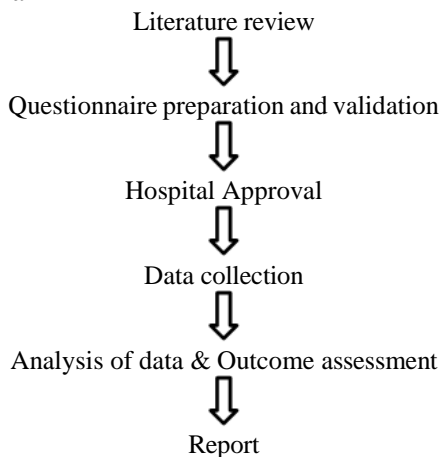 Literature review
Questionnaire preparation and validation
Hospital Approval
Data collection
Analysis of data & Outcome assessment
Report